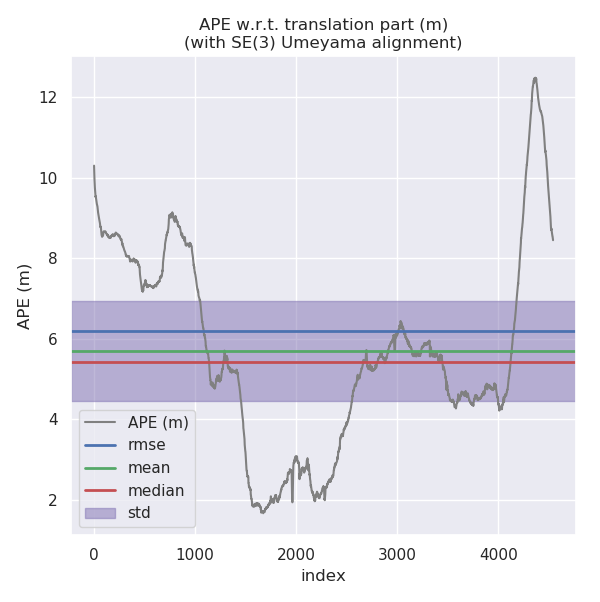 APE w.r.t. translation part (m)
(with SE(3) Umeyama alignment)
12
10
8
6
4
2
APE (m)
APE (m)
rmse
mean
median
std
0 1000 2000 3000 4000
index